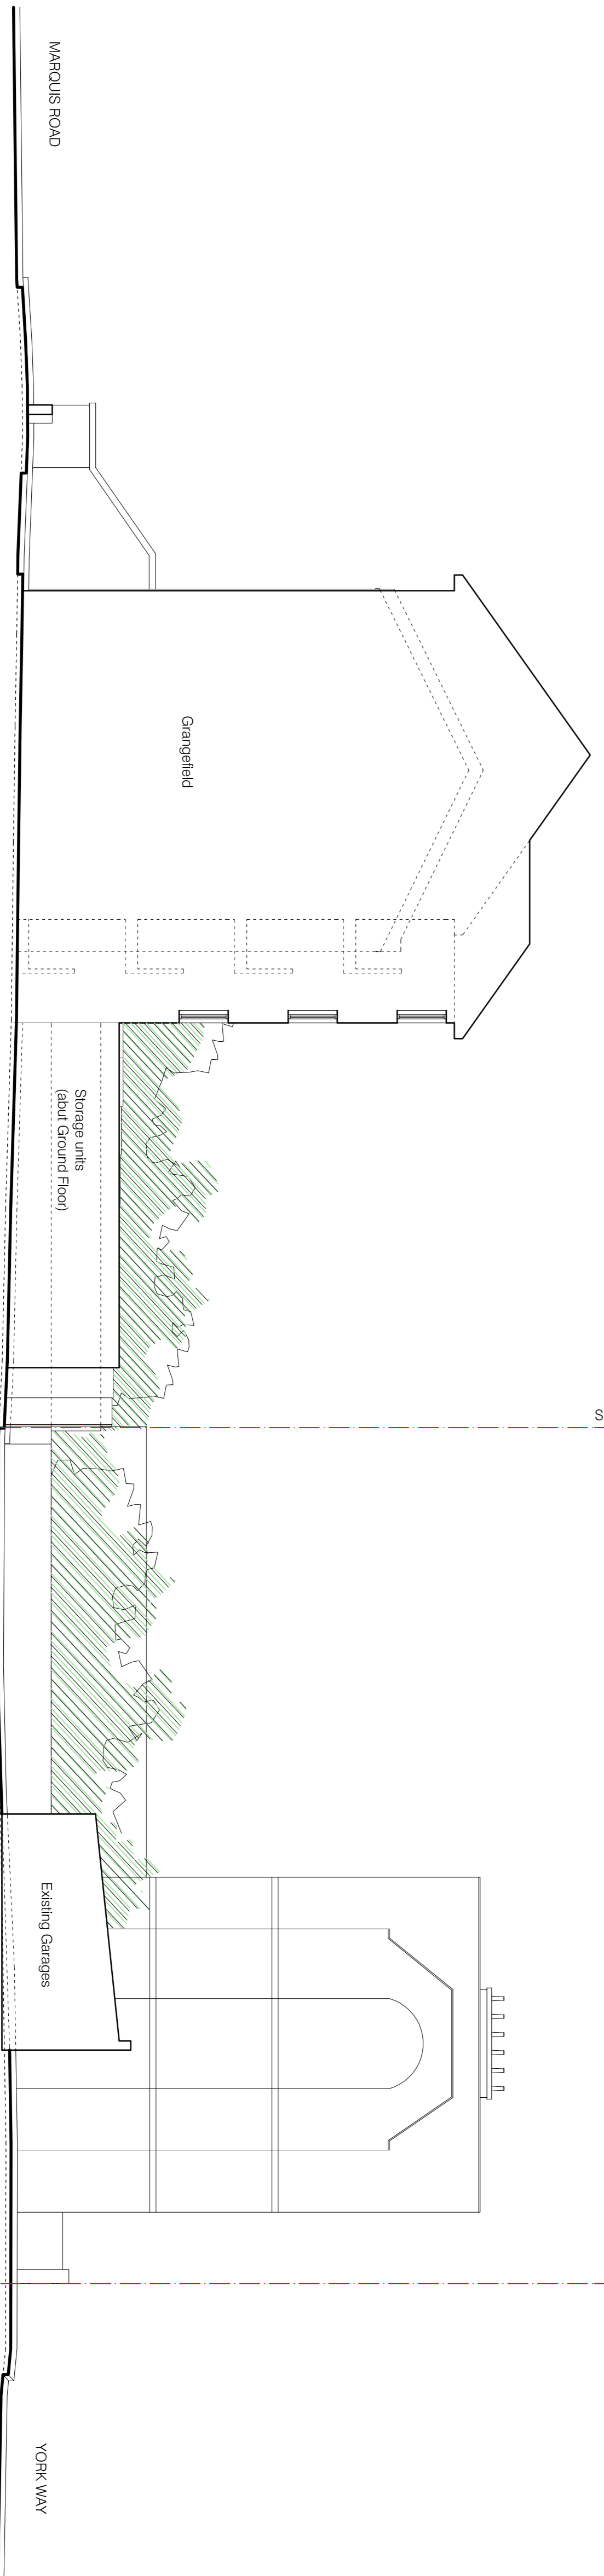 MARQUIS ROAD
Grangefield
Storage units
(abut Ground Floor)
S
Existing Garages
YORK WAY